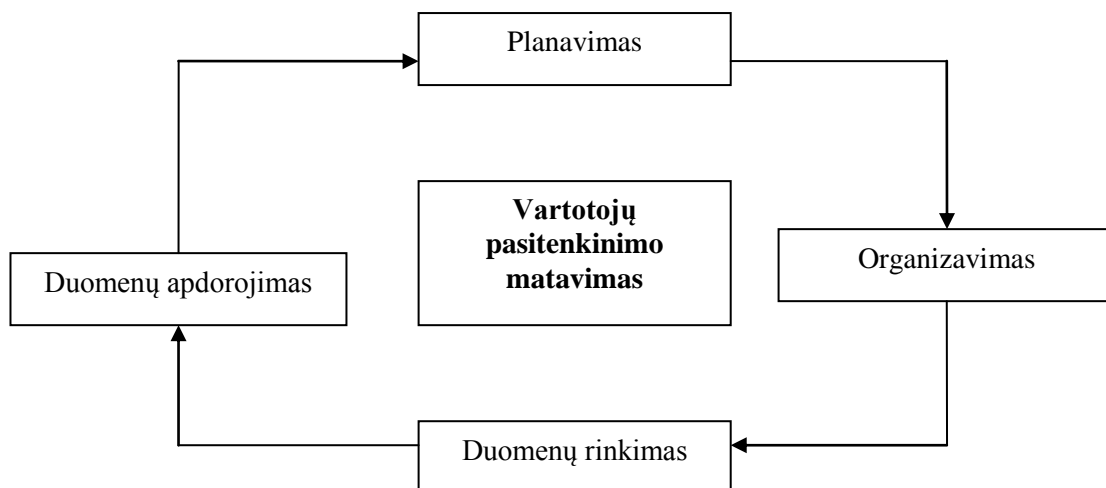 Planavimas
Vartotojų
pasitenkinimo
matavimas
Organizavimas
Duomenų apdorojimas
Duomenų rinkimas